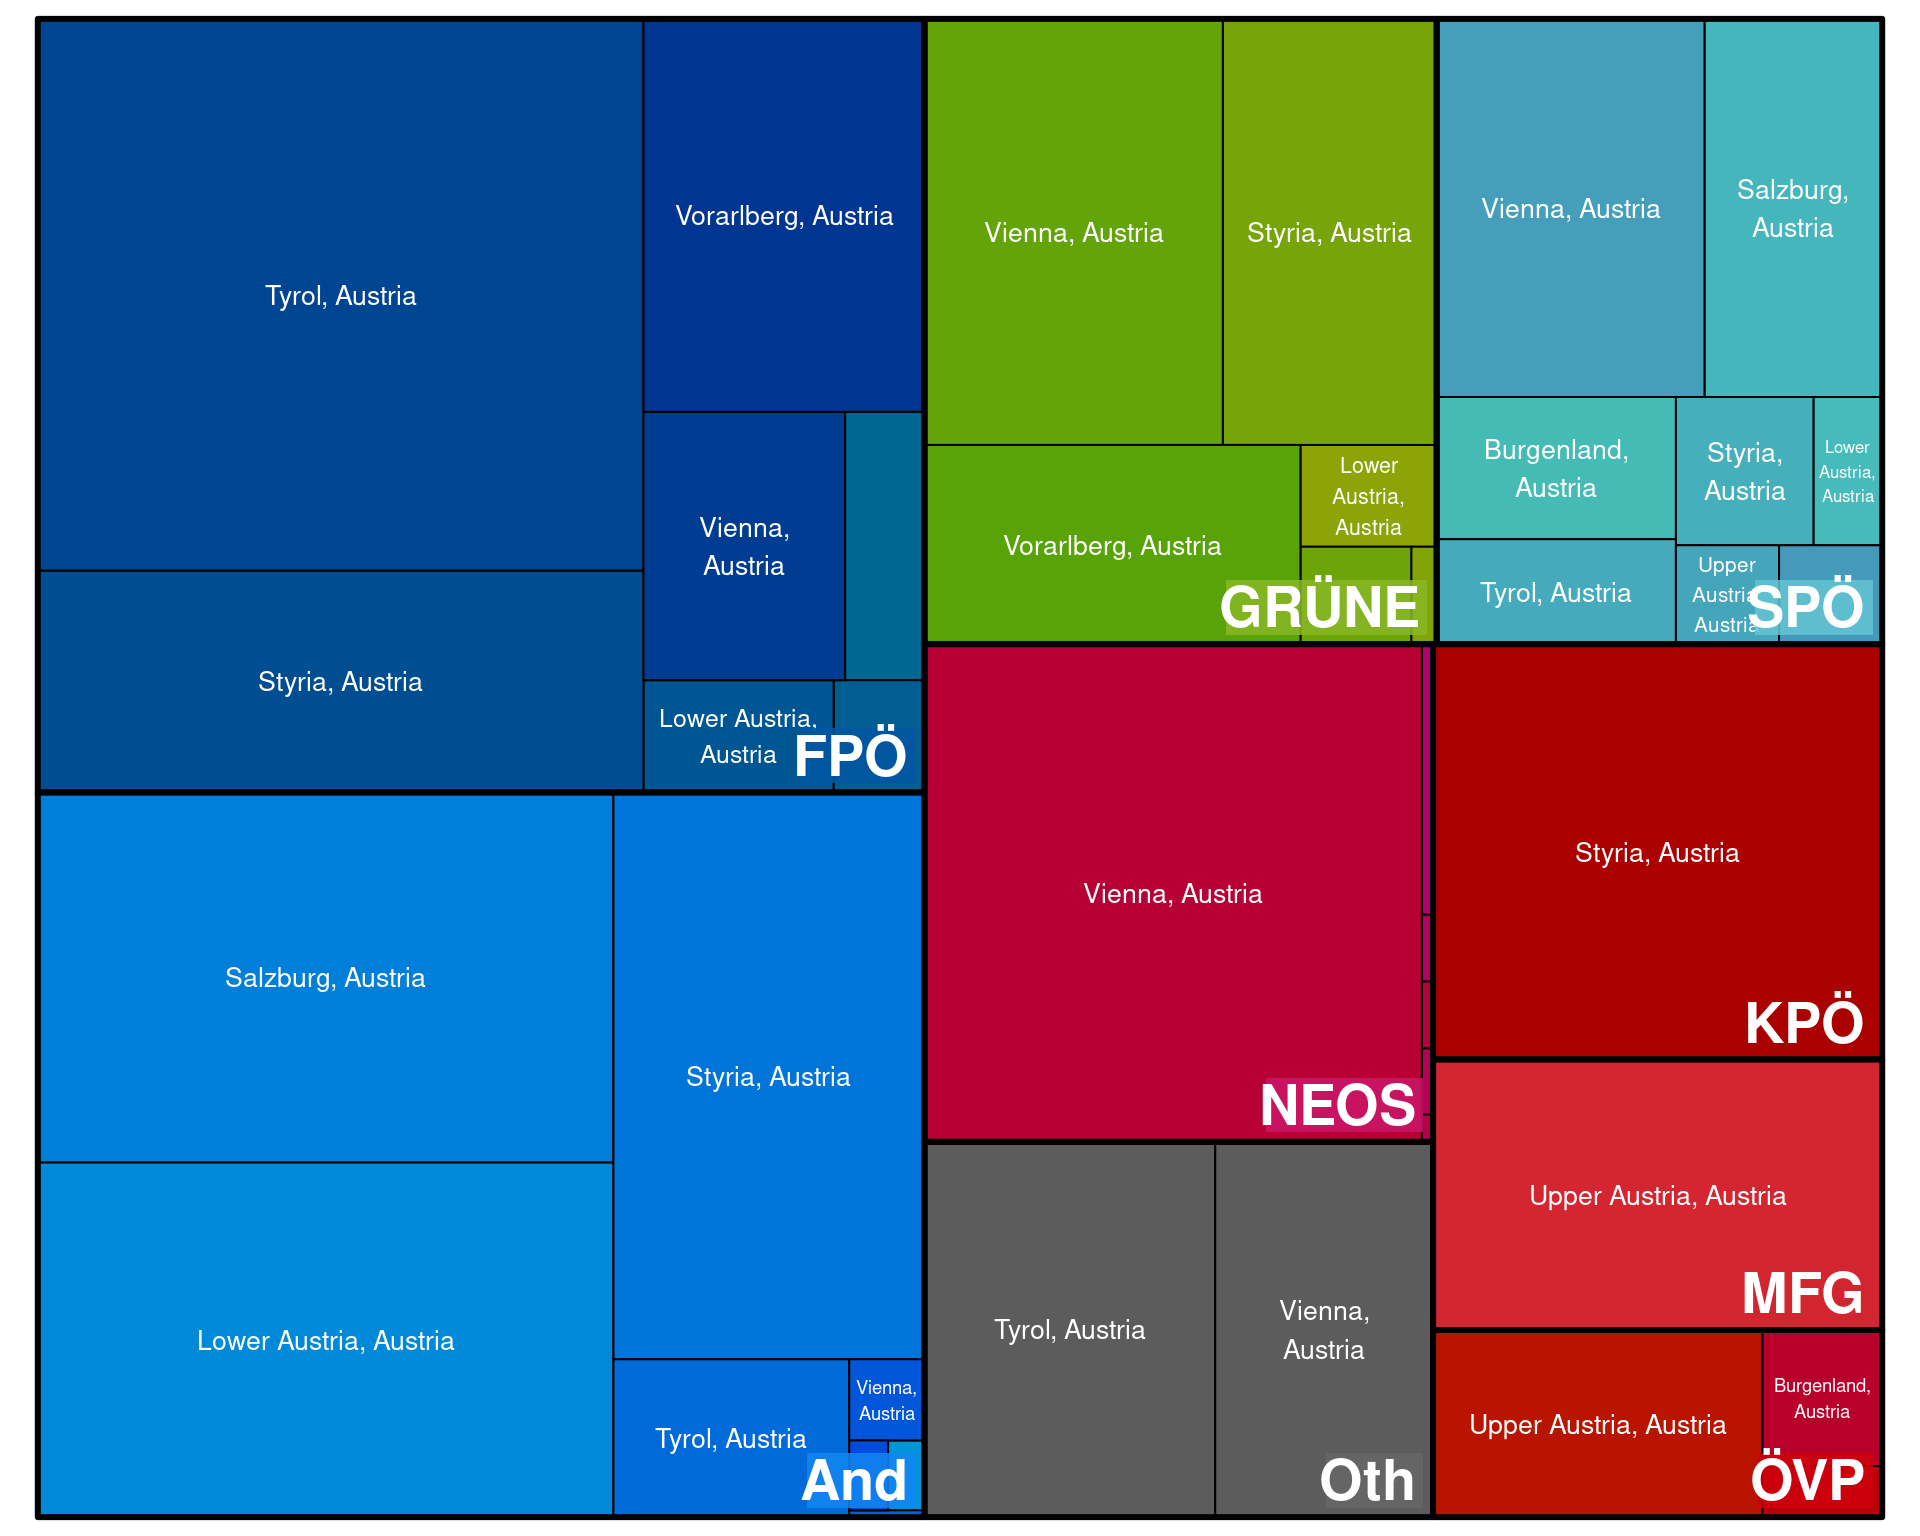 Tyrol, Austria
Vorarlberg, Austria
Vienna,
Austria
Styria, Austria
Lower Austria,
Austria
FPÖ
Salzburg, Austria
Styria, Austria
Lower Austria, Austria
Tyrol, Austria
Vienna,
Austria
And
Vienna, Austria
Styria, Austria
Vorarlberg, Austria
Lower
Austria,
Austria
GRÜNE
Vienna, Austria
Salzburg,
Austria
Burgenland,
Austria
Styria,
Austria
Lower
Austria,
Austria
Tyrol, Austria
Upper
Austria,
Austria
SPÖ
Vienna, Austria
NEOS
Styria, Austria
KPÖ
Upper Austria, Austria
MFG
Tyrol, Austria
Vienna,
Austria
Oth
Upper Austria, Austria
Burgenland,
Austria
ÖVP